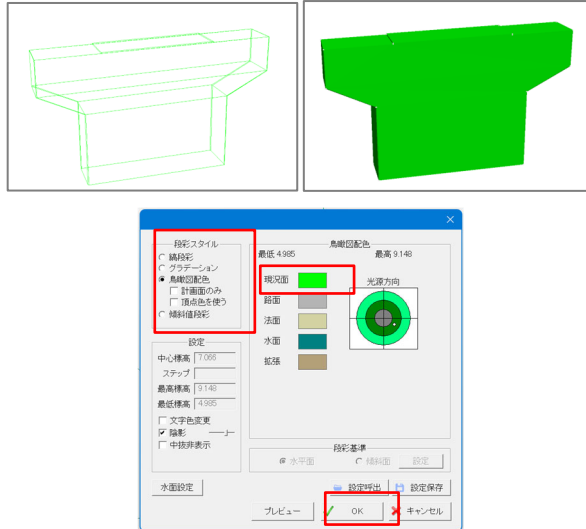 段彩スタイル
縞段彩
グラデーション
鳥瞰図配色
計画面のみ
頂点色を使う
傾斜値段彩
設定
中心標高 7.066
ステップ
最高標高 9.148
最低標高 4.985
文字色変更
陰影
中抜非表示
鳥瞰図配色
最低 4.985 最高 9.148
現況面
路面
法面
水面
拡張
光源方向
段彩基準
水平面 傾斜面 設定
水面設定 設定呼出 設定保存
プレビュー OK キャンセル